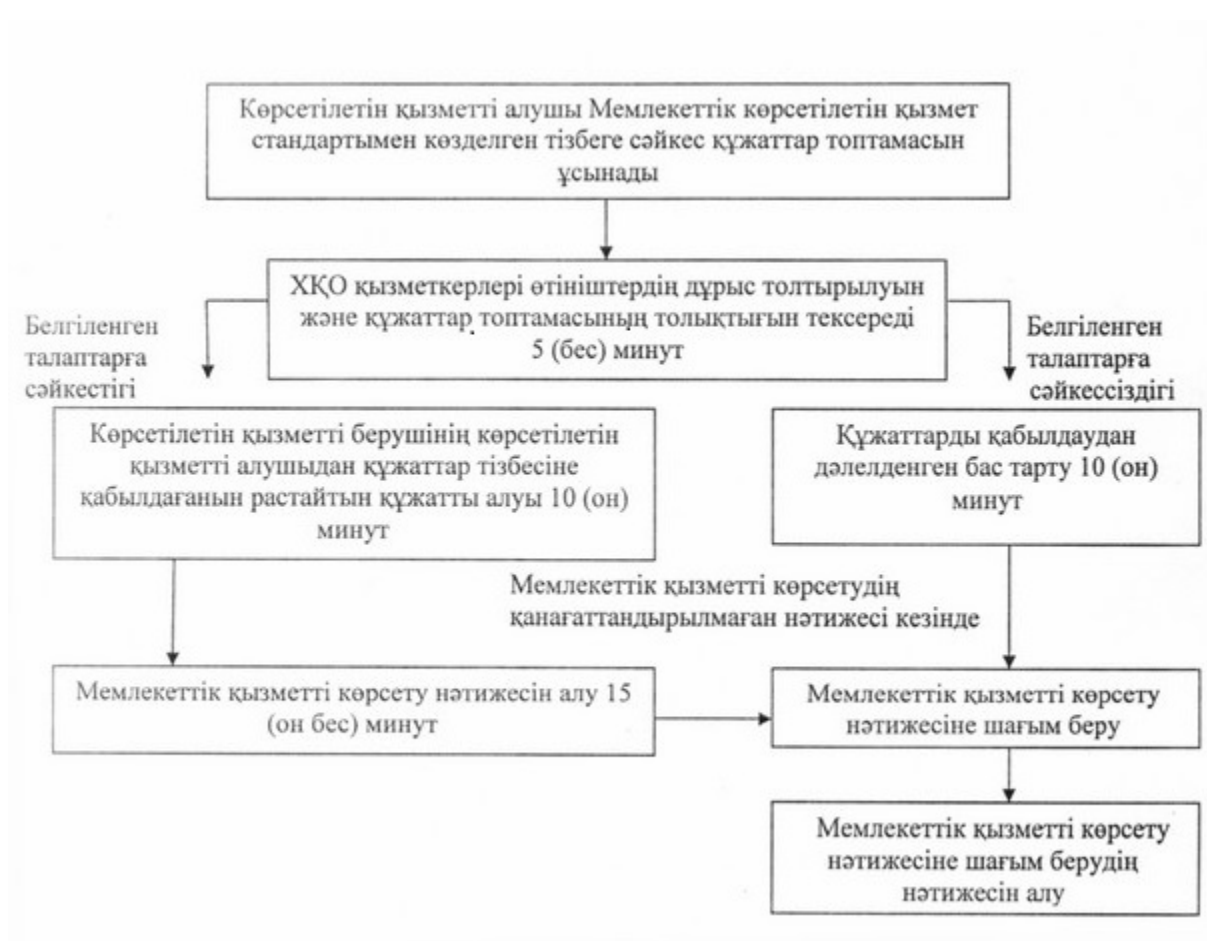 Көрсетілетін қызметті алушы Мемлекеттік көрсетілетін қызмет
стандартымен көзделген тізбеге сәйкес құжаттар топтамасын
ұсынады
ХҚО қызметкерлері өтініштердің дұрыс толтырылуын
және құжаттар топтамасының толықтығын тексереді
5 (бес) минут
Белгіленген
талаптарға
сәйкестігі
Белгіленген
талаптарға
сәйкессіздігі
Көрсетілетін қызметті берушінің көрсетілетін
қызметті алушыдан құжаттар тізбесіне
қабылдағанын растайтын құжатты алуы 10 (он)
минут
Құжаттарды қабылдаудан
дәлелденген бас тарту 10 (он)
минут
Мемлекеттік қызметті көрсетудің
қанағаттандырылмаған нәтижесі кезінде
Мемлекеттік қызметті көрсету нәтижесін алу 15
(он бес) минут
Мемлекеттік қызметті көрсету
нәтижесіне шағым беру
Мемлекеттік қызметті көрсету
нәтижесіне шағым берудің
нәтижесін алу